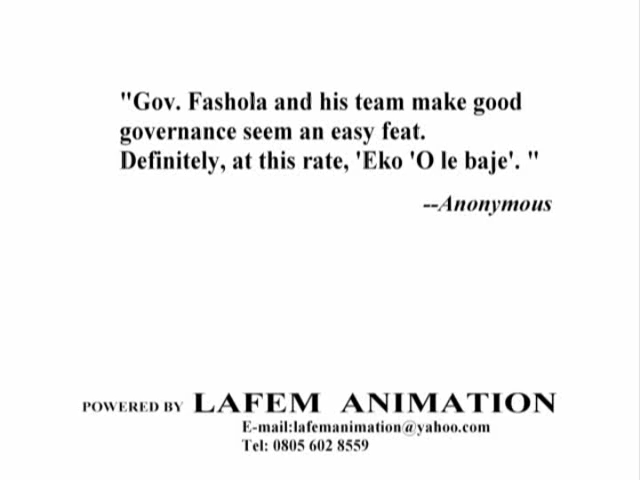 "Gov. Fashola and his team make good
governance seem an easy feat.
Definitely, at this rate, 'Eko 'O le baje'. "
--Anonymous
POWERED BY LAFEM ANIMATION
E-mail:lafemanimation@yahoo.com
Tel: 0805 602 8559